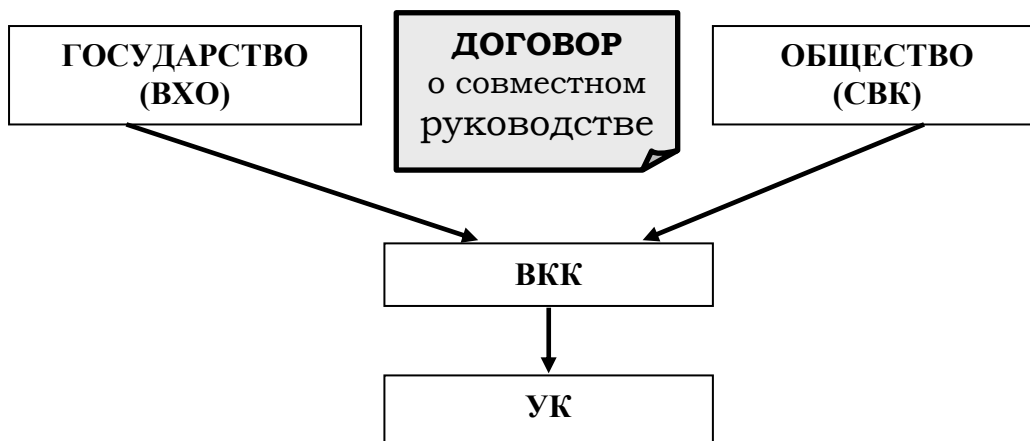 ГОСУДАРСТВО
(ВХО)
ДОГОВОР
о совместном
руководстве
ОБЩЕСТВО
(СВК)
ВКК
УК